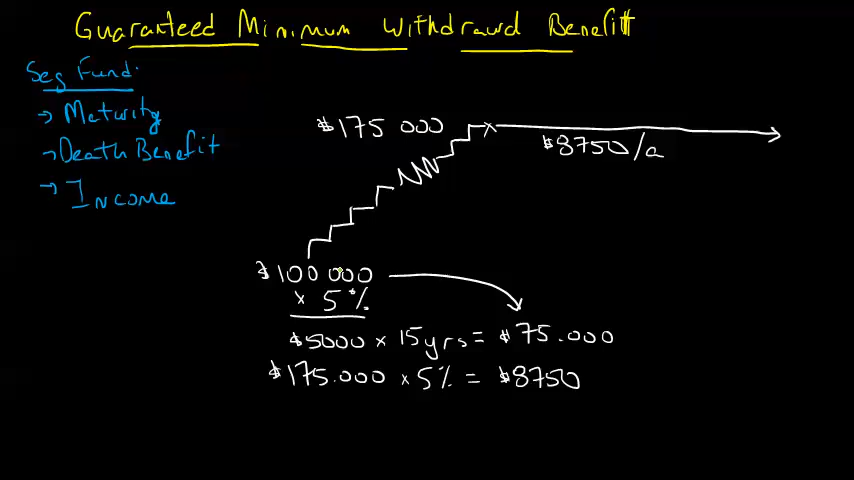 Guaranteed Minimum Withdrawl Benefit
Seg Fund.
→ Maturity
→ Death Benefit
→ Income
$175 000
$8750/a
$100 000
× 5%
$5000 × 15yrs = $75.000
$175.000 × 5% = $8750